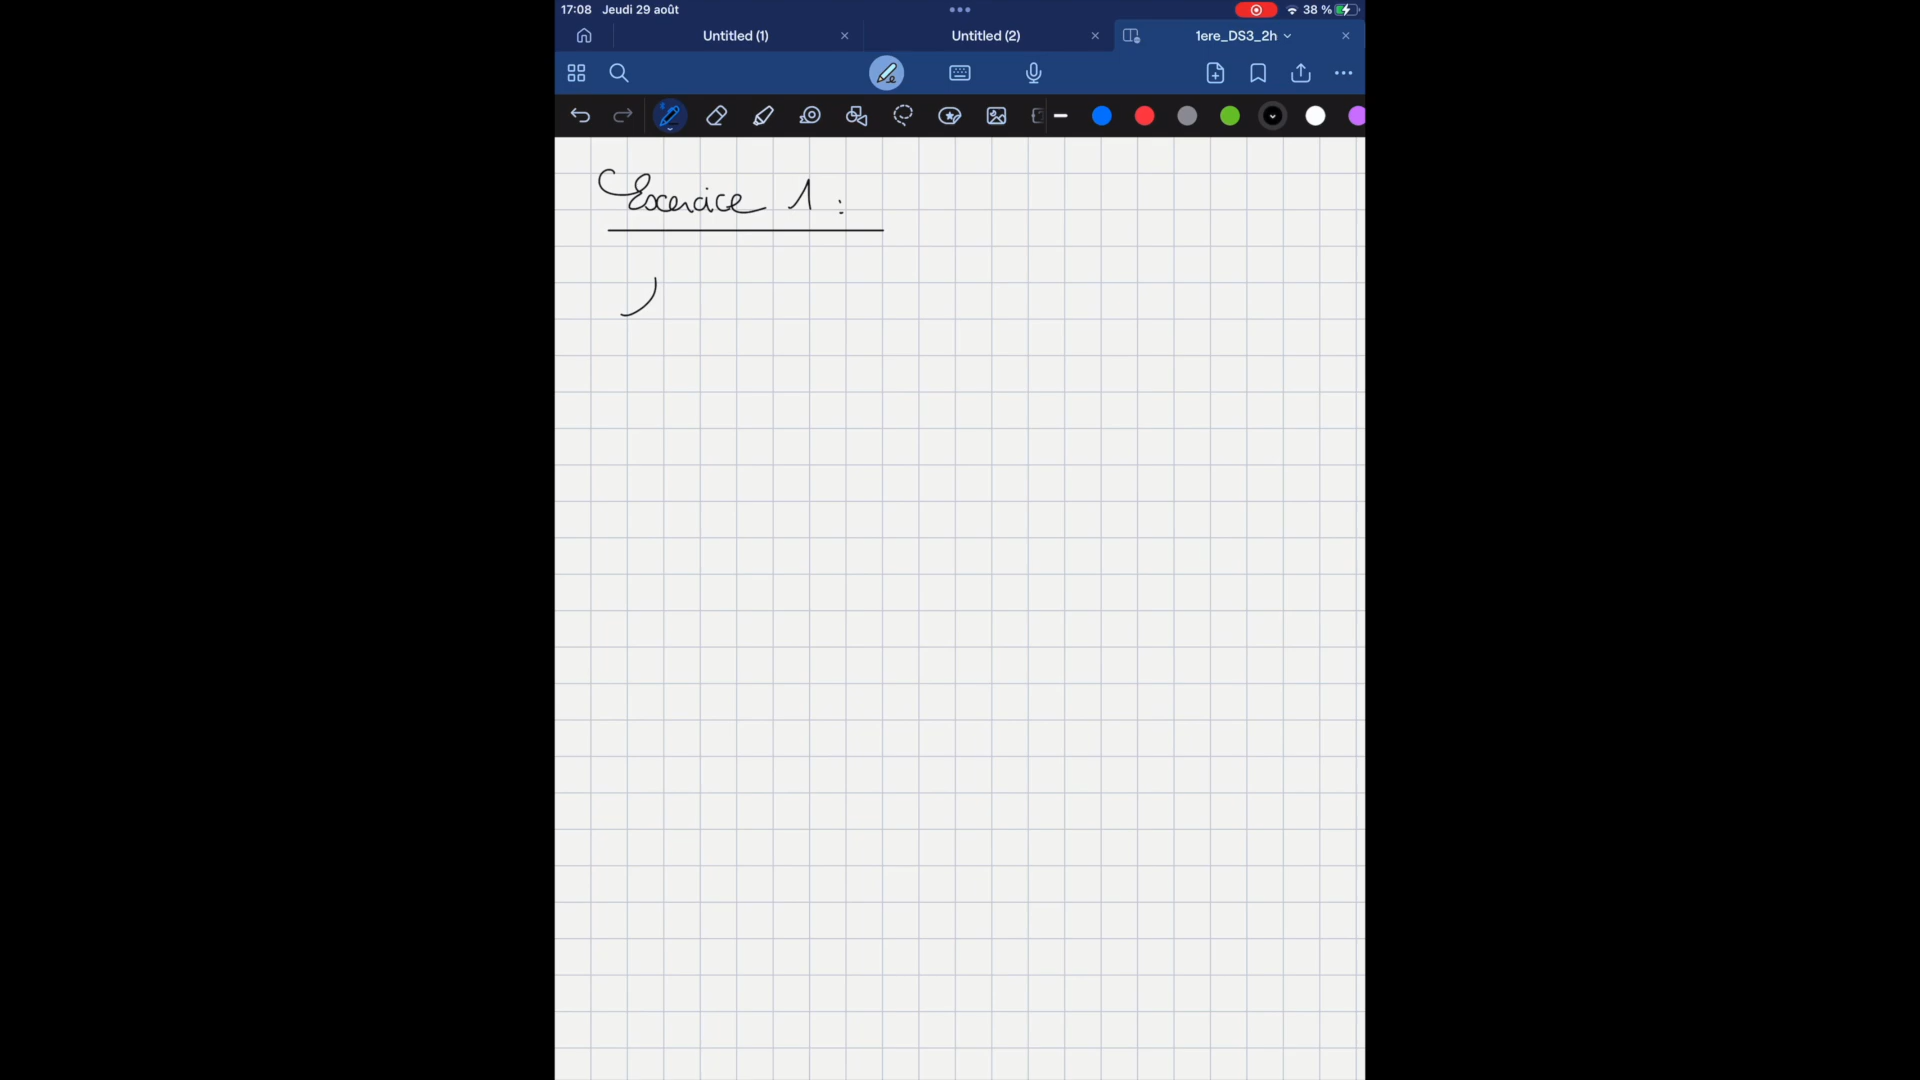 17:08 Jeudi 29 août 38 %
Untitled (1) Untitled (2) 1ere_DS3_2h
Exercice 1 :